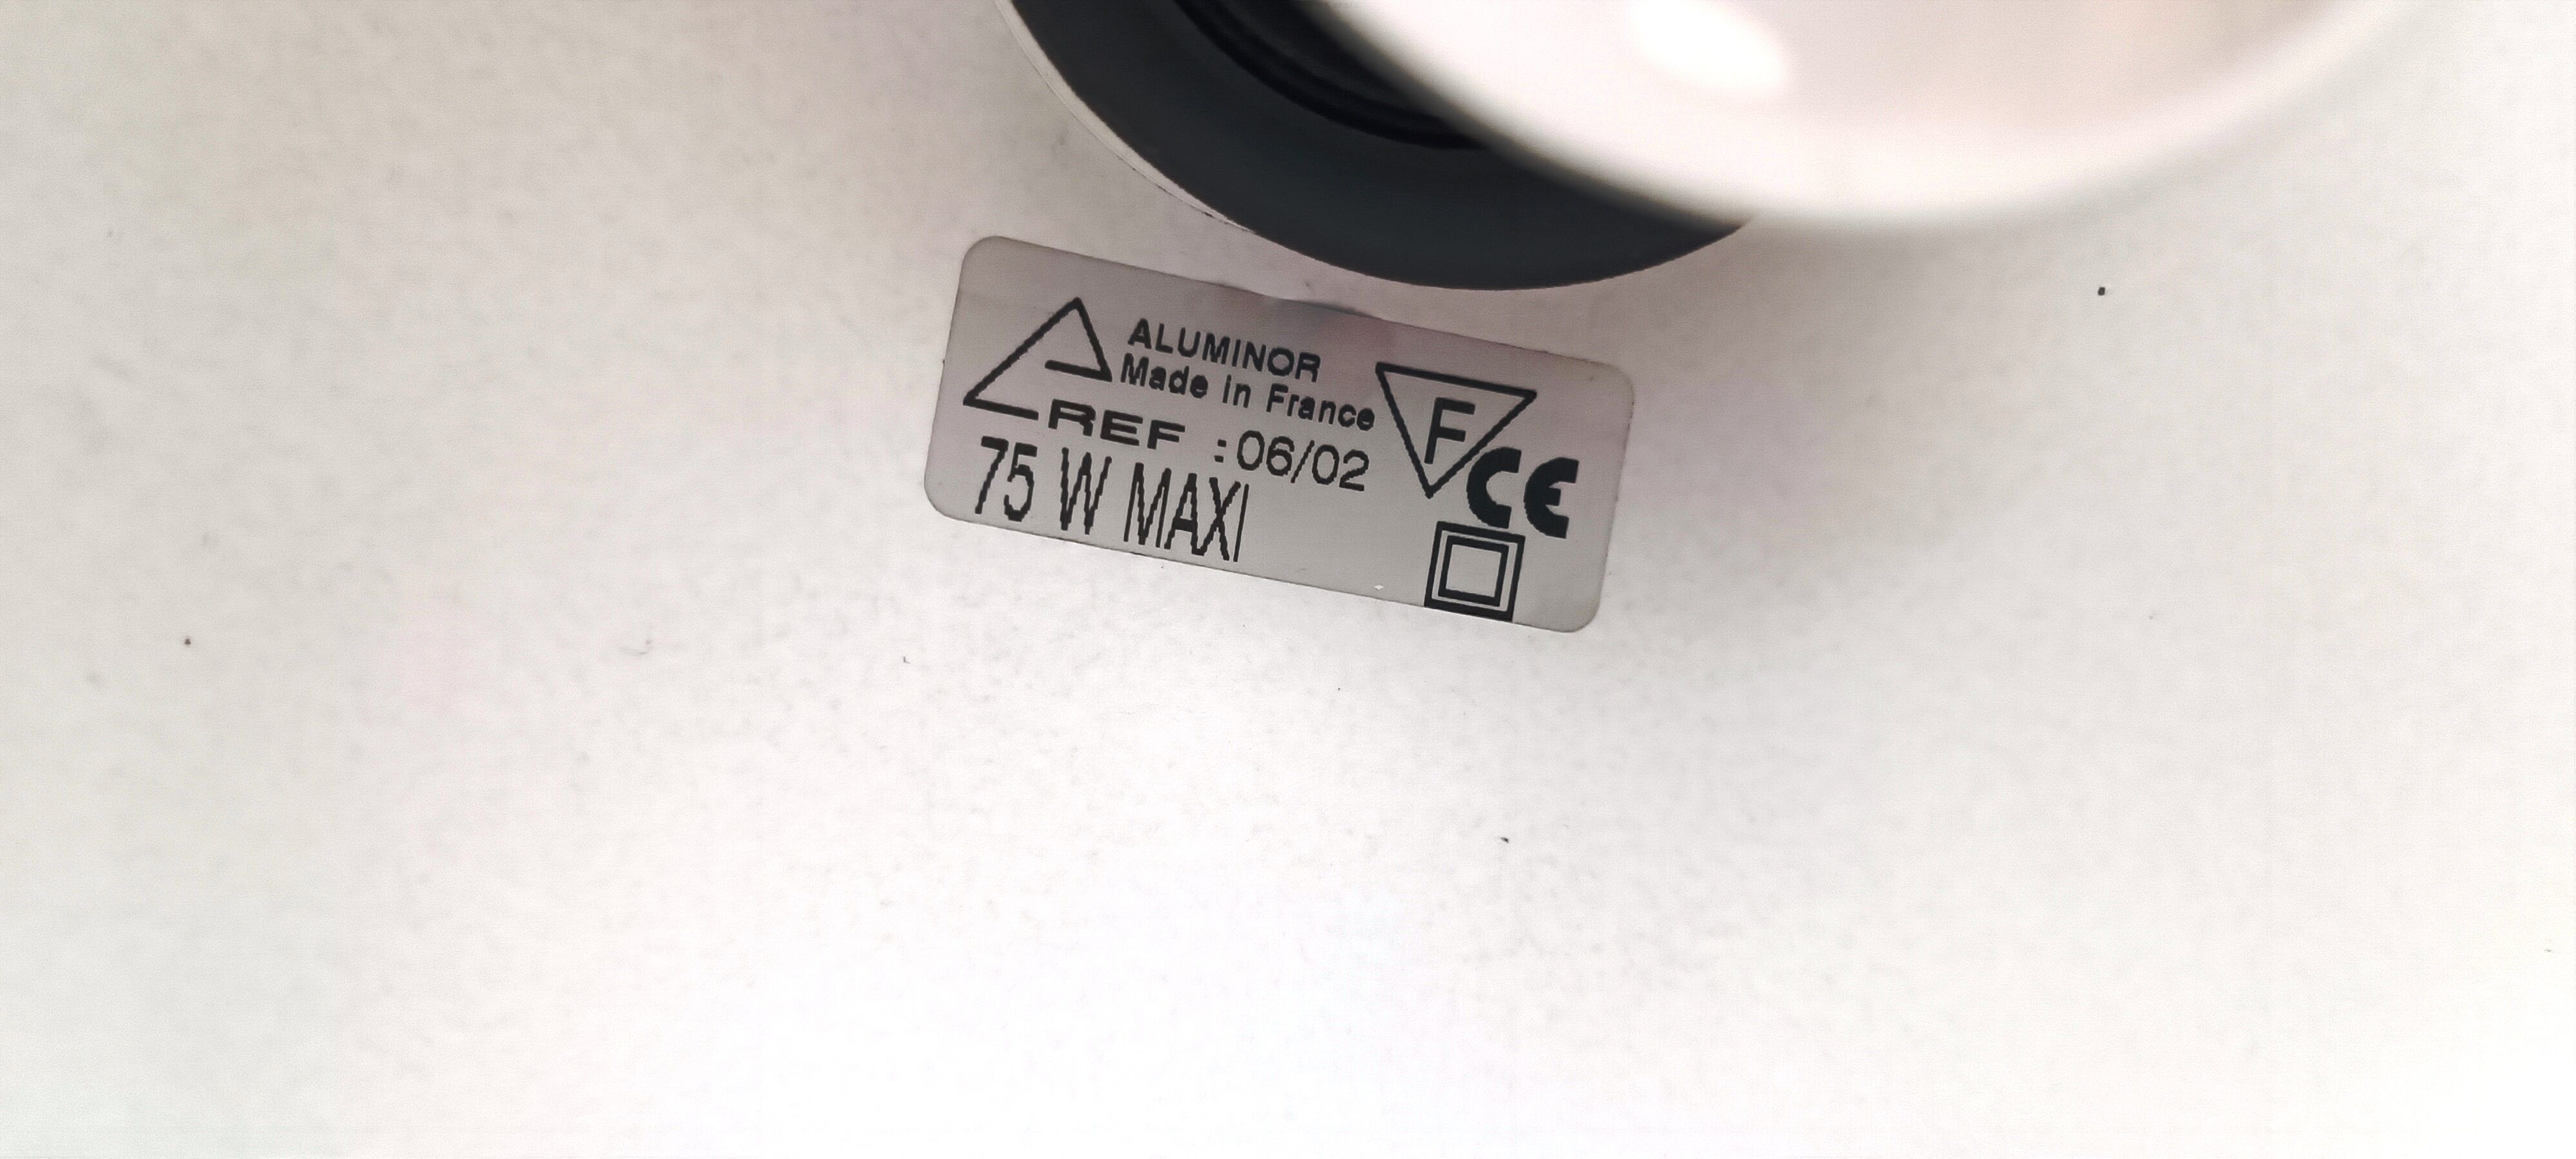 ALUMINOR
Made in France
REF : 06/02
75 W MAXI
F
CE